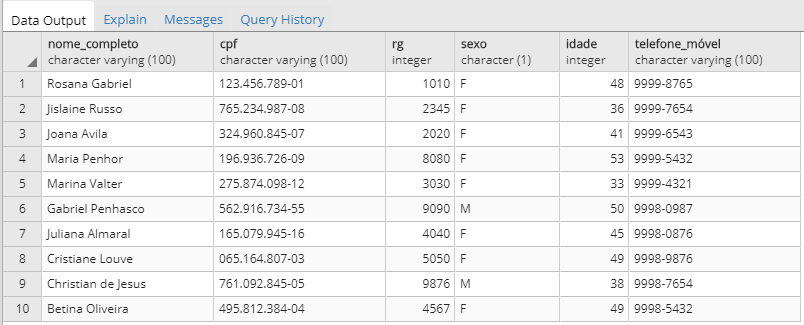 Data Output Explain Messages Query History
nome_completo cpf rg sexo idade telefone_móvel
character varying (100) character varying (100) integer character (1) integer character varying (100)
1 Rosana Gabriel 123.456.789-01 1010 F 48 9999-8765
2 Jislaine Russo 765.234.987-08 2345 F 36 9999-7654
3 Joana Avila 324.960.845-07 2020 F 41 9999-6543
4 Maria Penhor 196.936.726-09 8080 F 53 9999-5432
5 Marina Valter 275.874.098-12 3030 F 33 9999-4321
6 Gabriel Penhasco 562.916.734-55 9090 M 50 9998-0987
7 Juliana Almaral 165.079.945-16 4040 F 45 9998-0876
8 Cristiane Louve 065.164.807-03 5050 F 49 9998-9876
9 Christian de Jesus 761.092.845-05 9876 M 38 9998-7654
10 Betina Oliveira 495.812.384-04 4567 F 49 9998-5432